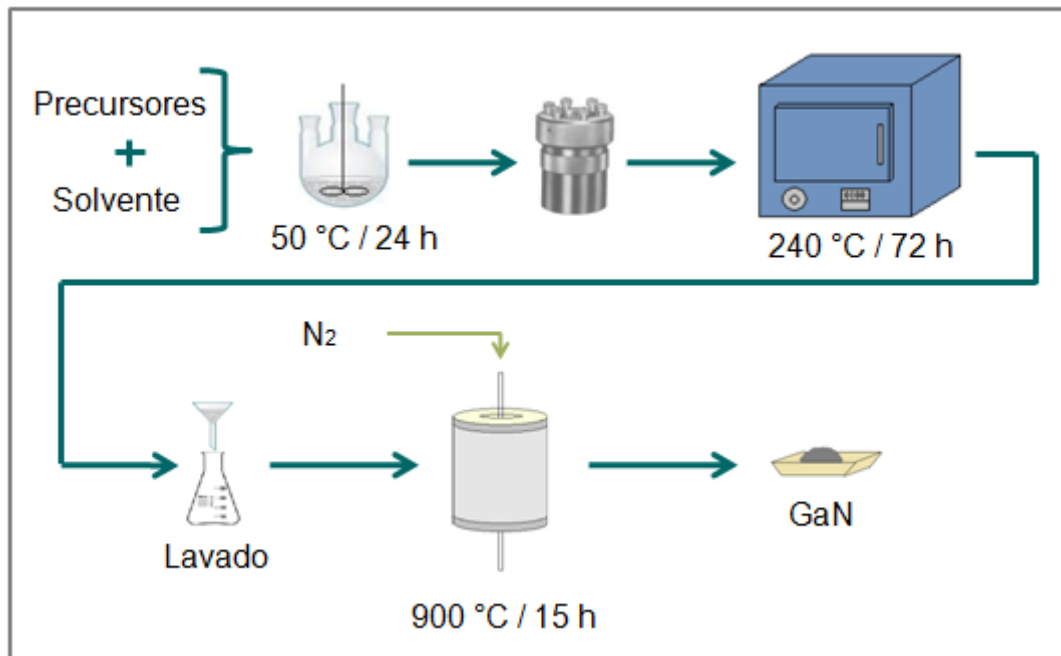 Precursores
+
Solvente
50 °C / 24 h
240 °C / 72 h
N2
Lavado
900 °C / 15 h
GaN